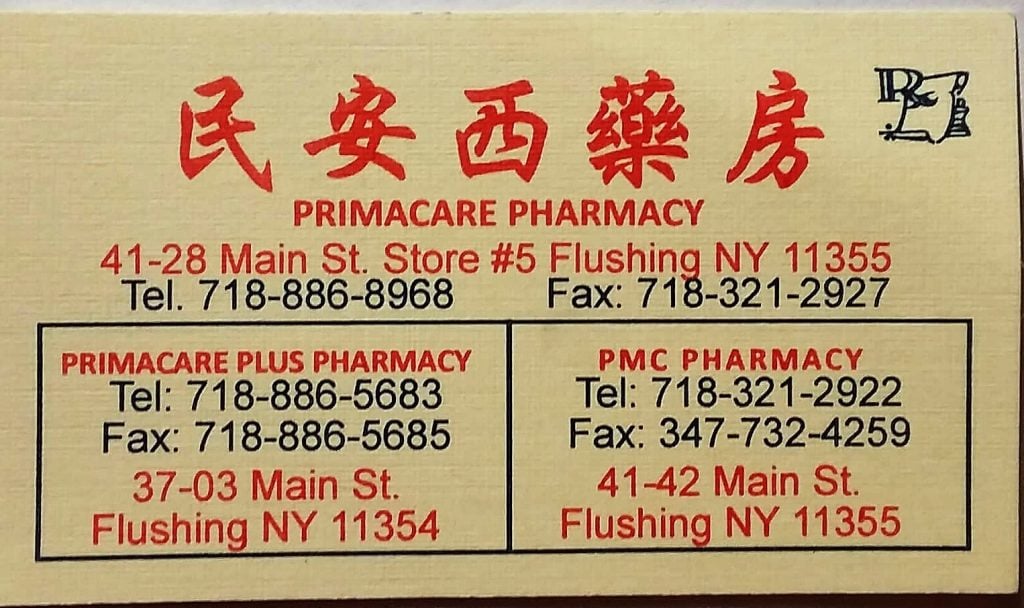 民安西藥房
Rx
PRIMACARE PHARMACY
41-28 Main St. Store #5 Flushing NY 11355
Tel. 718-886-8968 Fax: 718-321-2927
PRIMACARE PLUS PHARMACY
Tel: 718-886-5683
Fax: 718-886-5685
37-03 Main St.
Flushing NY 11354
PMC PHARMACY
Tel: 718-321-2922
Fax: 347-732-4259
41-42 Main St.
Flushing NY 11355